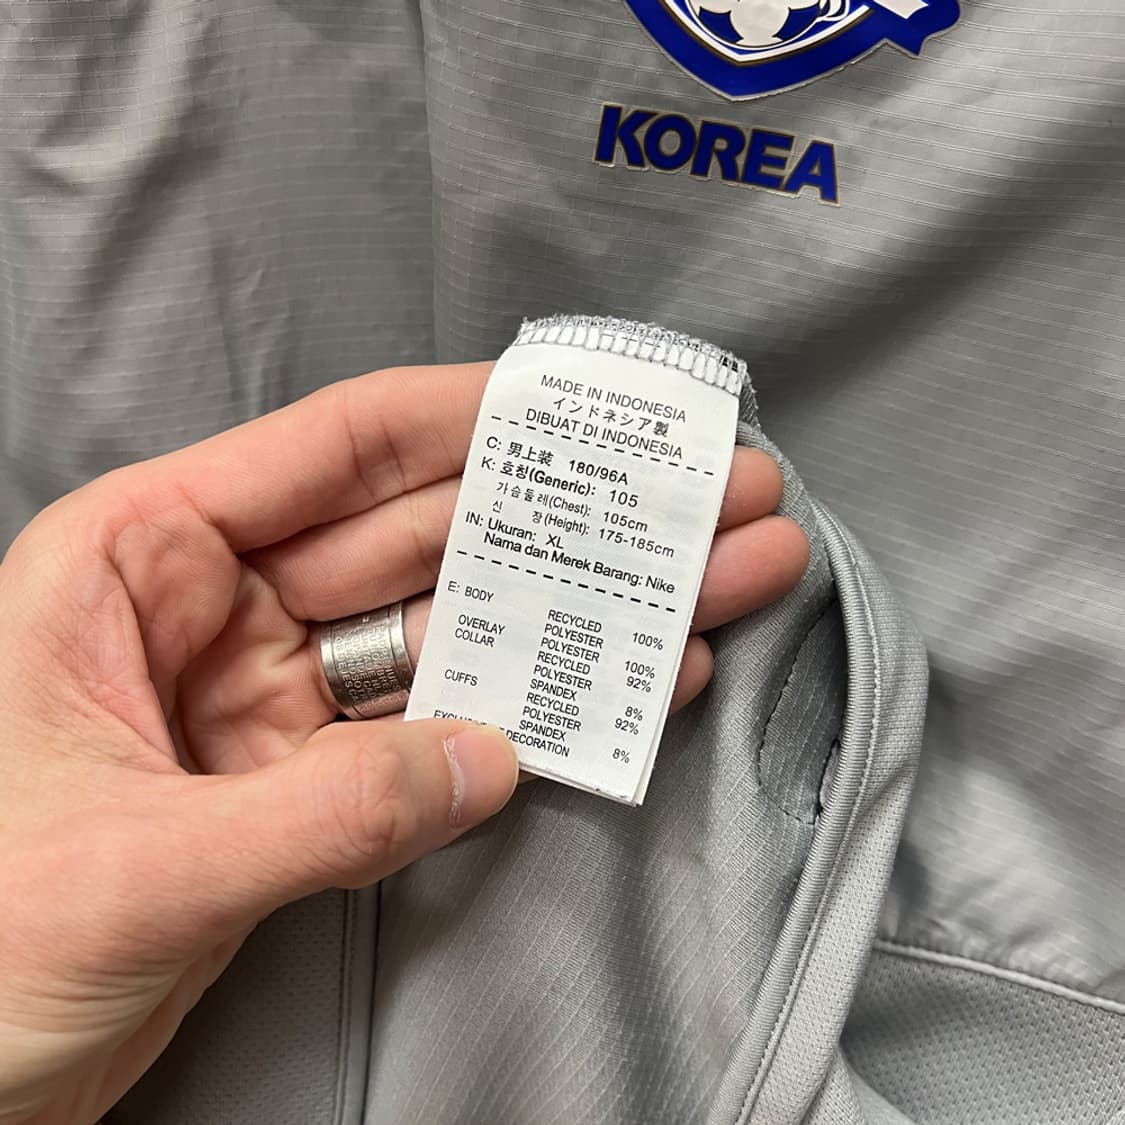 KOREA
MADE IN INDONESIA
インドネシア製
DIBUAT DI INDONESIA
C: 男上装 180/96A
K: 호칭(Generic): 105
가슴둘레(Chest): 105cm
신 장(Height): 175-185cm
IN: Ukuran: XL
Nama dan Merek Barang: Nike
E: BODY RECYCLED
POLYESTER 100%
OVERLAY POLYESTER 100%
COLLAR RECYCLED
POLYESTER 92%
SPANDEX 8%
CUFFS RECYCLED
POLYESTER 92%
SPANDEX 8%
DECORATION